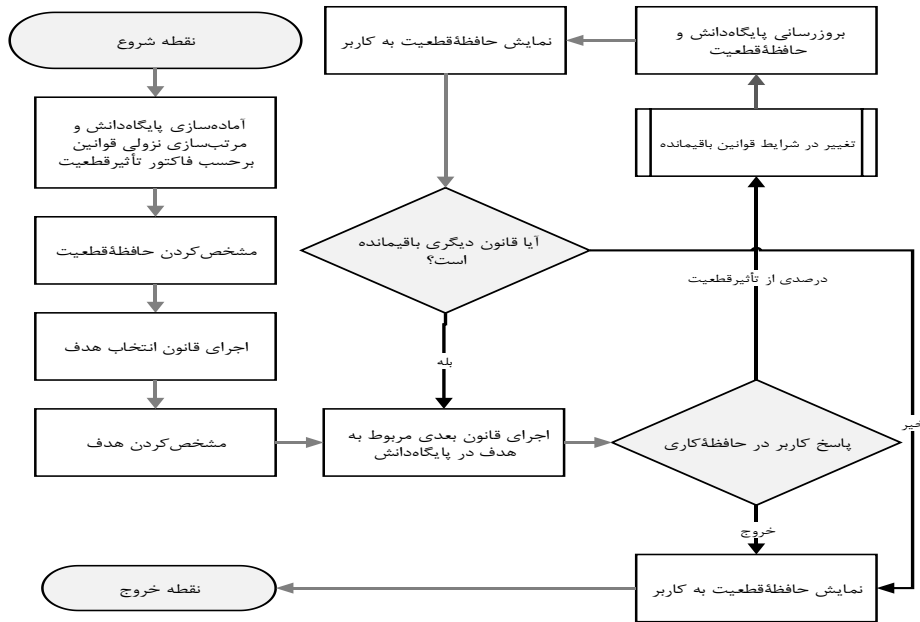 نقطه شروع
آماده‌سازی پایگاه‌دانش و
مرتب‌سازی نزولی قوانین
برحسب فاکتور تأثیرقطعیت
مشخص‌کردن حافظهٔ‌قطعیت
اجرای قانون انتخاب هدف
مشخص‌کردن هدف
اجرای قانون بعدی مربوط به
هدف در پایگاه‌دانش
پاسخ کاربر در حافظهٔ‌کاری
درصدی از تأثیرقطعیت
تغییر در شرایط قوانین باقیمانده
بروزرسانی پایگاه‌دانش و
حافظهٔ‌قطعیت
نمایش حافظهٔ‌قطعیت به کاربر
آیا قانون دیگری باقیمانده
است؟
بله
خیر
خروج
نمایش حافظهٔ‌قطعیت به کاربر
نقطه خروج